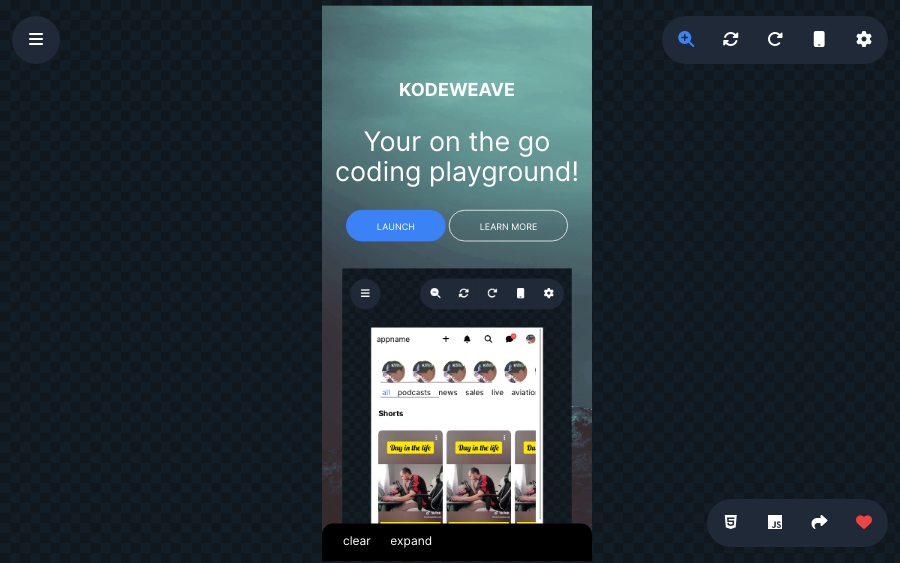 KODEWEAVE
Your on the go
coding playground!
LAUNCH
LEARN MORE
appname
all podcasts news sales live aviation
Shorts
Day in the life
Day in the life
Da
clear expand
JS